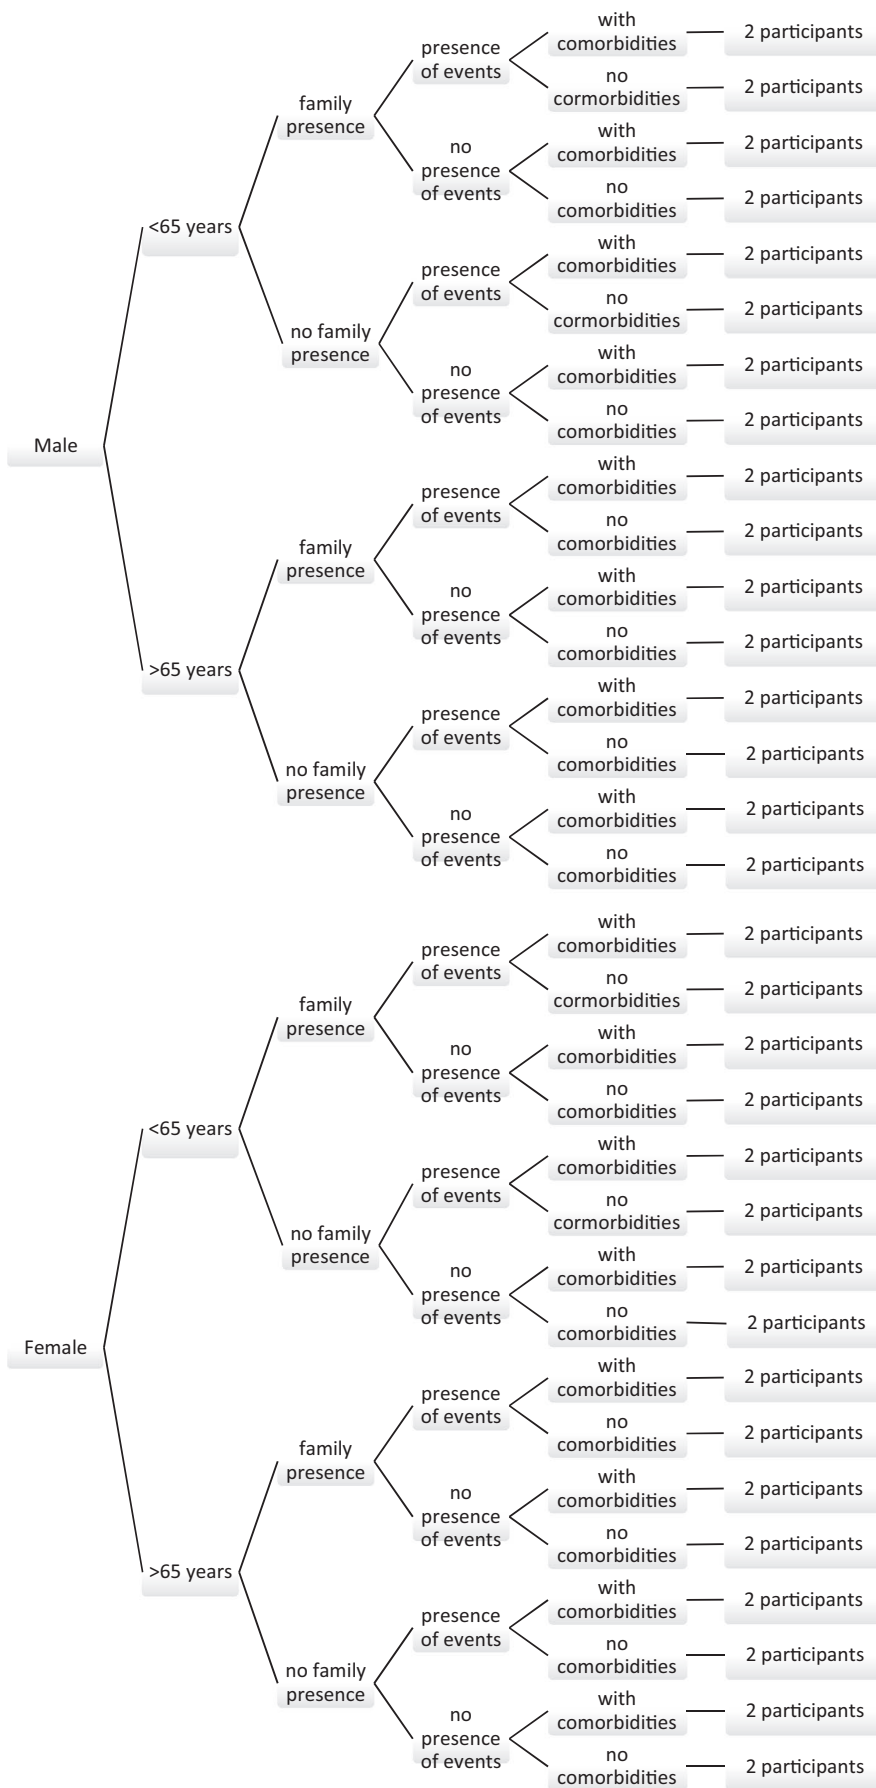 Male
<65 years
family
presence
presence
of events
with
comorbidities
2 participants
no
cormorbidities
2 participants
no
presence
of events
with
comorbidities
2 participants
no
comorbidities
2 participants
no family
presence
presence
of events
with
comorbidities
2 participants
no
cormorbidities
2 participants
no
presence
of events
with
comorbidities
2 participants
no
comorbidities
2 participants
>65 years
family
presence
presence
of events
with
comorbidities
2 participants
no
comorbidities
2 participants
no
presence
of events
with
comorbidities
2 participants
no
comorbidities
2 participants
no family
presence
presence
of events
with
comorbidities
2 participants
no
comorbidities
2 participants
no
presence
of events
with
comorbidities
2 participants
no
comorbidities
2 participants
Female
<65 years
family
presence
presence
of events
with
comorbidities
2 participants
no
cormorbidities
2 participants
no
presence
of events
with
comorbidities
2 participants
no
comorbidities
2 participants
no family
presence
presence
of events
with
comorbidities
2 participants
no
cormorbidities
2 participants
no
presence
of events
with
comorbidities
2 participants
no
comorbidities
2 participants
>65 years
family
presence
presence
of events
with
comorbidities
2 participants
no
comorbidities
2 participants
no
presence
of events
with
comorbidities
2 participants
no
comorbidities
2 participants
no family
presence
presence
of events
with
comorbidities
2 participants
no
comorbidities
2 participants
no
presence
of events
with
comorbidities
2 participants
no
comorbidities
2 participants